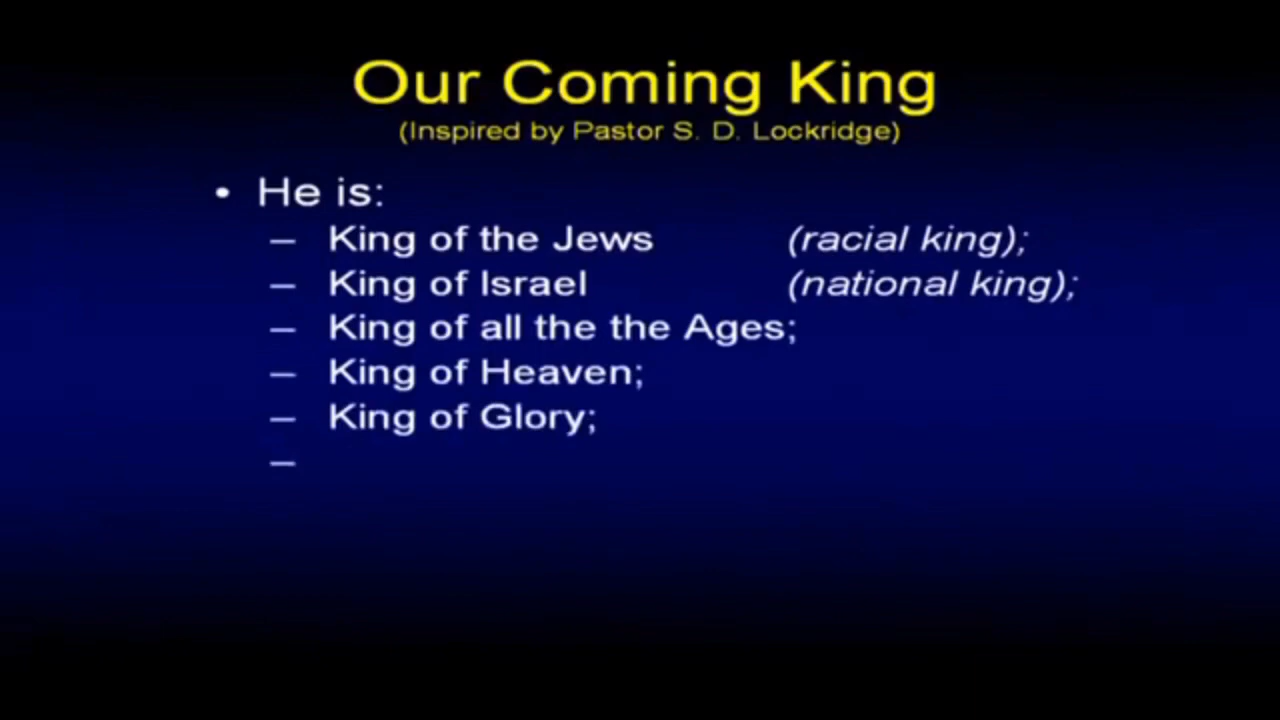 Our Coming King
(Inspired by Pastor S. D. Lockridge)
• He is:
– King of the Jews (racial king);
– King of Israel (national king);
– King of all the the Ages;
– King of Heaven;
– King of Glory;
–